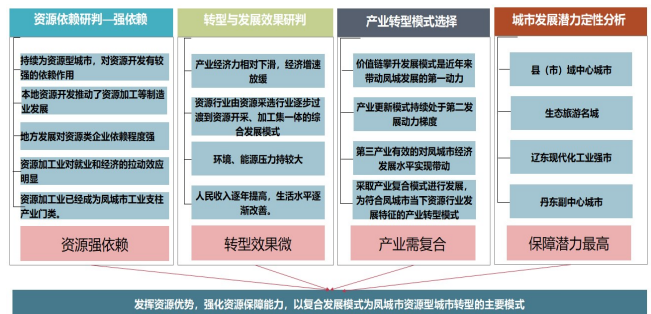 资源依赖研判—强依赖
持续为资源型城市，对资源开发有较
强的依赖作用
本地资源开发推动了资源加工等制造
业发展
地方发展对资源类企业依赖程度强
资源加工业对就业和经济的拉动效应
明显
资源加工业已经成为凤城市工业支柱
产业门类。
资源强依赖
转型与发展效果研判
产业经济力相对下滑，经济增速
放缓
资源行业由资源采选行业逐步过
渡到资源开采、加工集一体的综
合发展模式
环境、能源压力持较大
人民收入逐年提高，生活水平逐
渐改善。
转型效果微
产业转型模式选择
价值链攀升发展模式是近年来
带动凤城发展的第一动力
产业更新模式持续处于第二发
展动力梯度
第三产业有效的对凤城市经济
发展水平实现带动
采取产业复合模式进行发展，
为符合凤城市当下资源行业发
展特征的产业转型模式
产业需复合
城市发展潜力定性分析
县（市）域中心城市
生态旅游名城
辽东现代化工业强市
丹东副中心城市
保障潜力最高
发挥资源优势，强化资源保障能力，以复合发展模式为凤城市资源型城市转型的主要模式